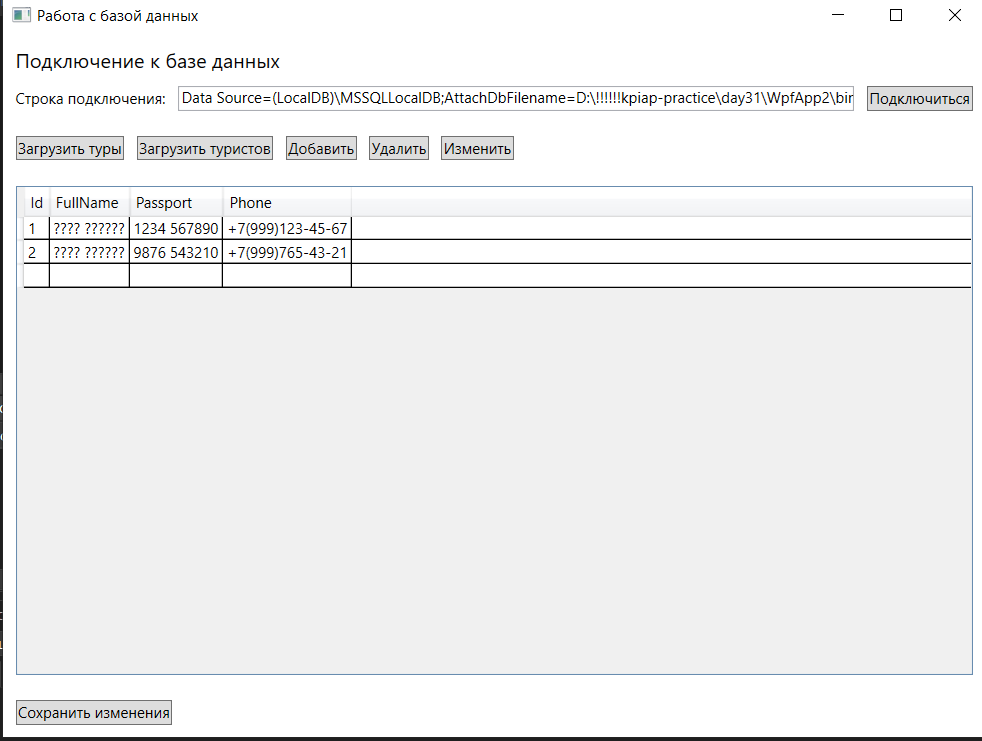 Работа с базой данных
Подключение к базе данных
Строка подключения: Data Source=(LocalDB)\MSSQLLocalDB;AttachDbFilename=D:\!!!!!!kpiap-practice\day31\WpfApp2\bin Подключиться
Загрузить туры Загрузить туристов Добавить Удалить Изменить
Id FullName Passport Phone
1 ???? ?????? 1234 567890 +7(999)123-45-67
2 ???? ?????? 9876 543210 +7(999)765-43-21
Сохранить изменения